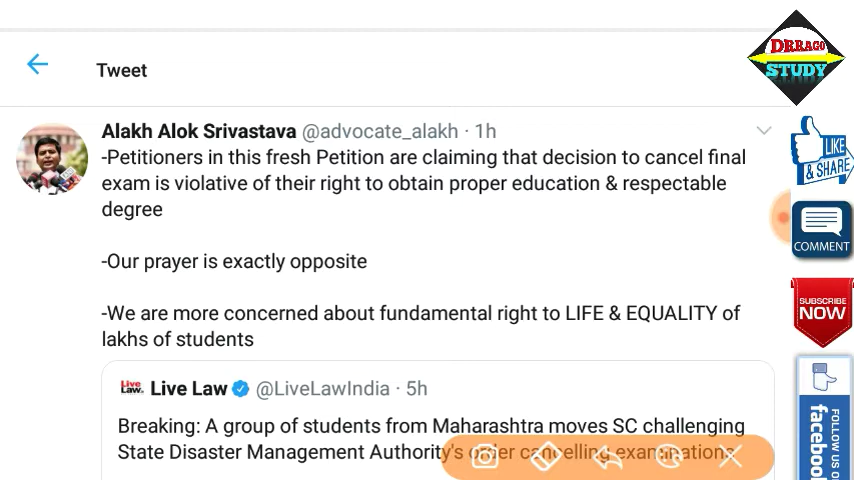 Tweet
DRRAGO
STUDY
Alakh Alok Srivastava @advocate_alakh · 1h
-Petitioners in this fresh Petition are claiming that decision to cancel final
exam is violative of their right to obtain proper education & respectable
degree
-Our prayer is exactly opposite
-We are more concerned about fundamental right to LIFE & EQUALITY of
lakhs of students
Live Law. Live Law @LiveLawIndia · 5h
Breaking: A group of students from Maharashtra moves SC challenging
State Disaster Management Authority's order cancelling examinations
LIKE
& SHARE
COMMENT
SUBSCRIBE
NOW
FOLLOW US ON
facebook